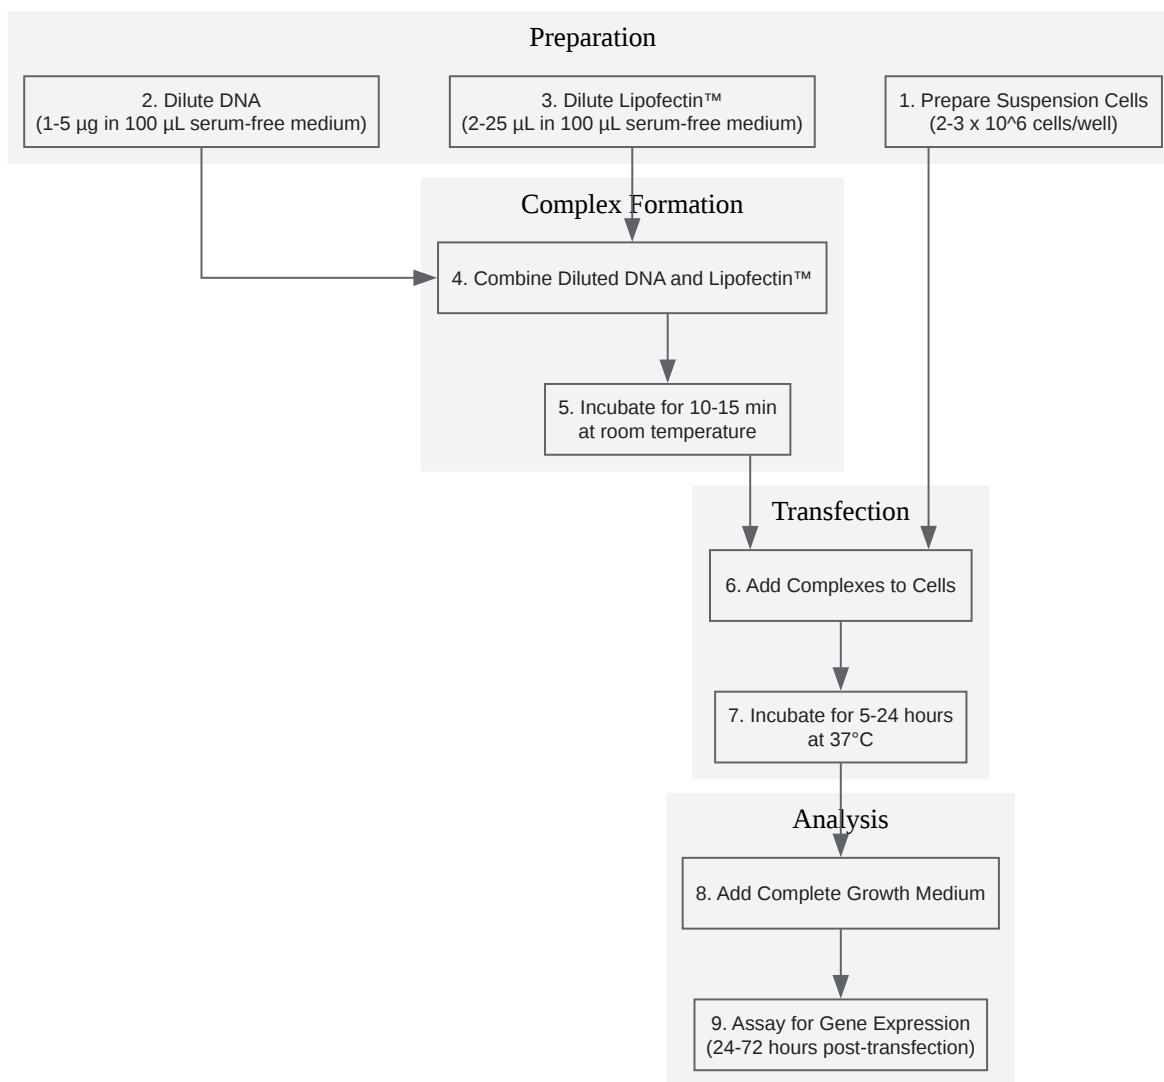 Preparation
2. Dilute DNA
(1-5 µg in 100 µL serum-free medium)
3. Dilute Lipofectin™
(2-25 µL in 100 µL serum-free medium)
1. Prepare Suspension Cells
(2-3 x 10^6 cells/well)
Complex Formation
4. Combine Diluted DNA and Lipofectin™
5. Incubate for 10-15 min
at room temperature
Transfection
6. Add Complexes to Cells
7. Incubate for 5-24 hours
at 37°C
Analysis
8. Add Complete Growth Medium
9. Assay for Gene Expression
(24-72 hours post-transfection)